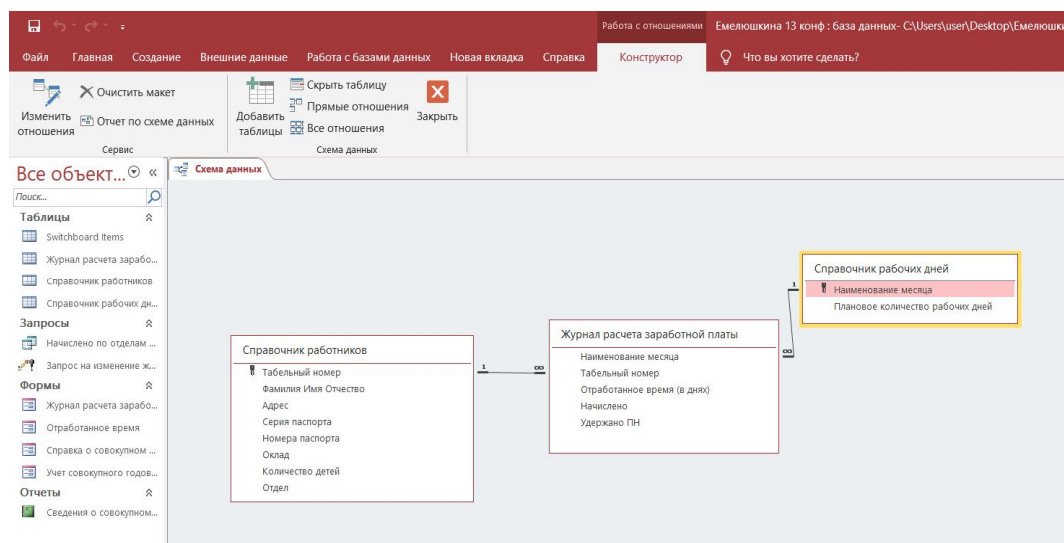 Работа с отношениями
Емелюшкина 13 конф : база данных- C:\Users\user\Desktop\Емелюшки
Файл Главная Создание Внешние данные Работа с базами данных Новая вкладка Справка Конструктор Что вы хотите сделать?
Изменить отношения
Очистить макет
Отчет по схеме данных
Сервис
Добавить таблицы
Скрыть таблицу
Прямые отношения
Все отношения
Закрыть
Схема данных
Все объект... «
Поиск...
Таблицы
Switchboard Items
Журнал расчета зарабо...
Справочник работников
Справочник рабочих дн...
Запросы
Начислено по отделам ...
Запрос на изменение ж...
Формы
Журнал расчета зарабо...
Отработанное время
Справка о совокупном ...
Учет совокупного годов...
Отчеты
Сведения о совокупном...
Схема данных
Справочник работников
Табельный номер
Фамилия Имя Отчество
Адрес
Серия паспорта
Номера паспорта
Оклад
Количество детей
Отдел
1
∞
Журнал расчета заработной платы
Наименование месяца
Табельный номер
Отработанное время (в днях)
Начислено
Удержано ПН
1
∞
Справочник рабочих дней
Наименование месяца
Плановое количество рабочих дней